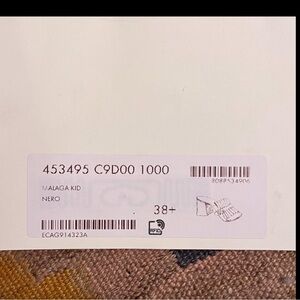 453495 C9D00 1000
MALAGA KID
NERO
38+
ECAG914323A